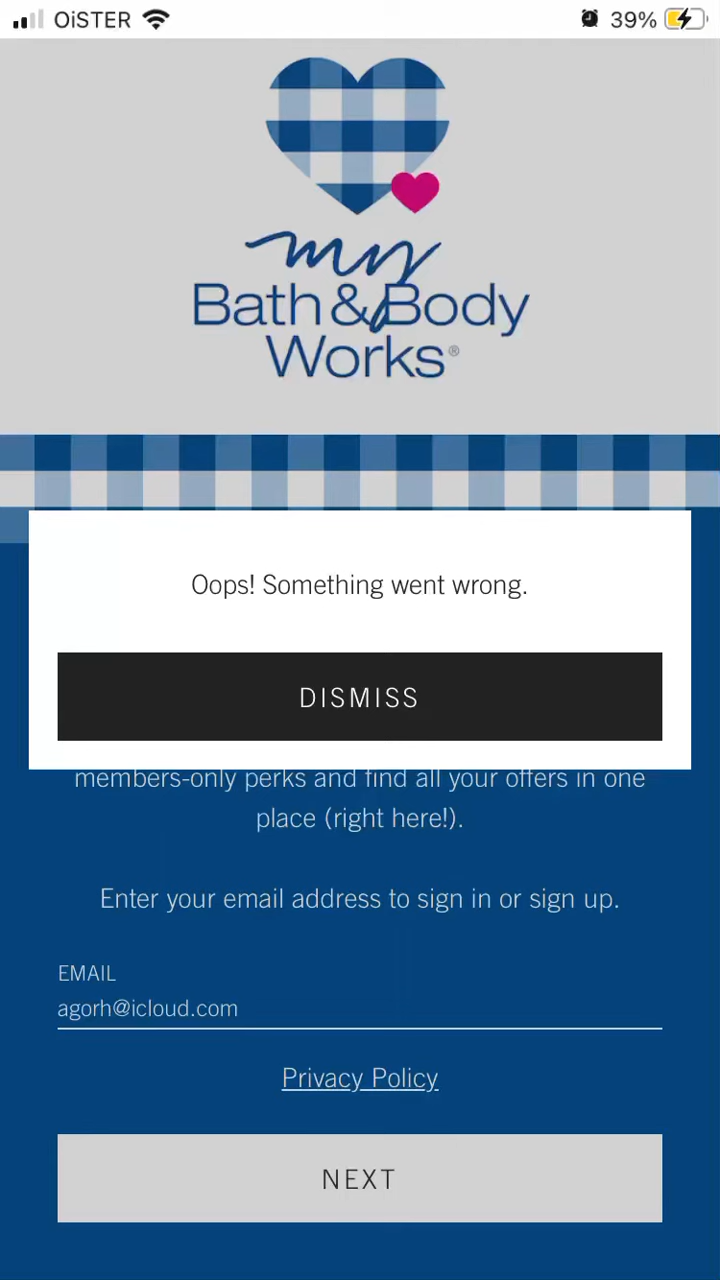 OiSTER 39%
my
Bath & Body
Works®
Oops! Something went wrong.
DISMISS
members-only perks and find all your offers in one
place (right here!).
Enter your email address to sign in or sign up.
EMAIL
agorh@icloud.com
Privacy Policy
NEXT